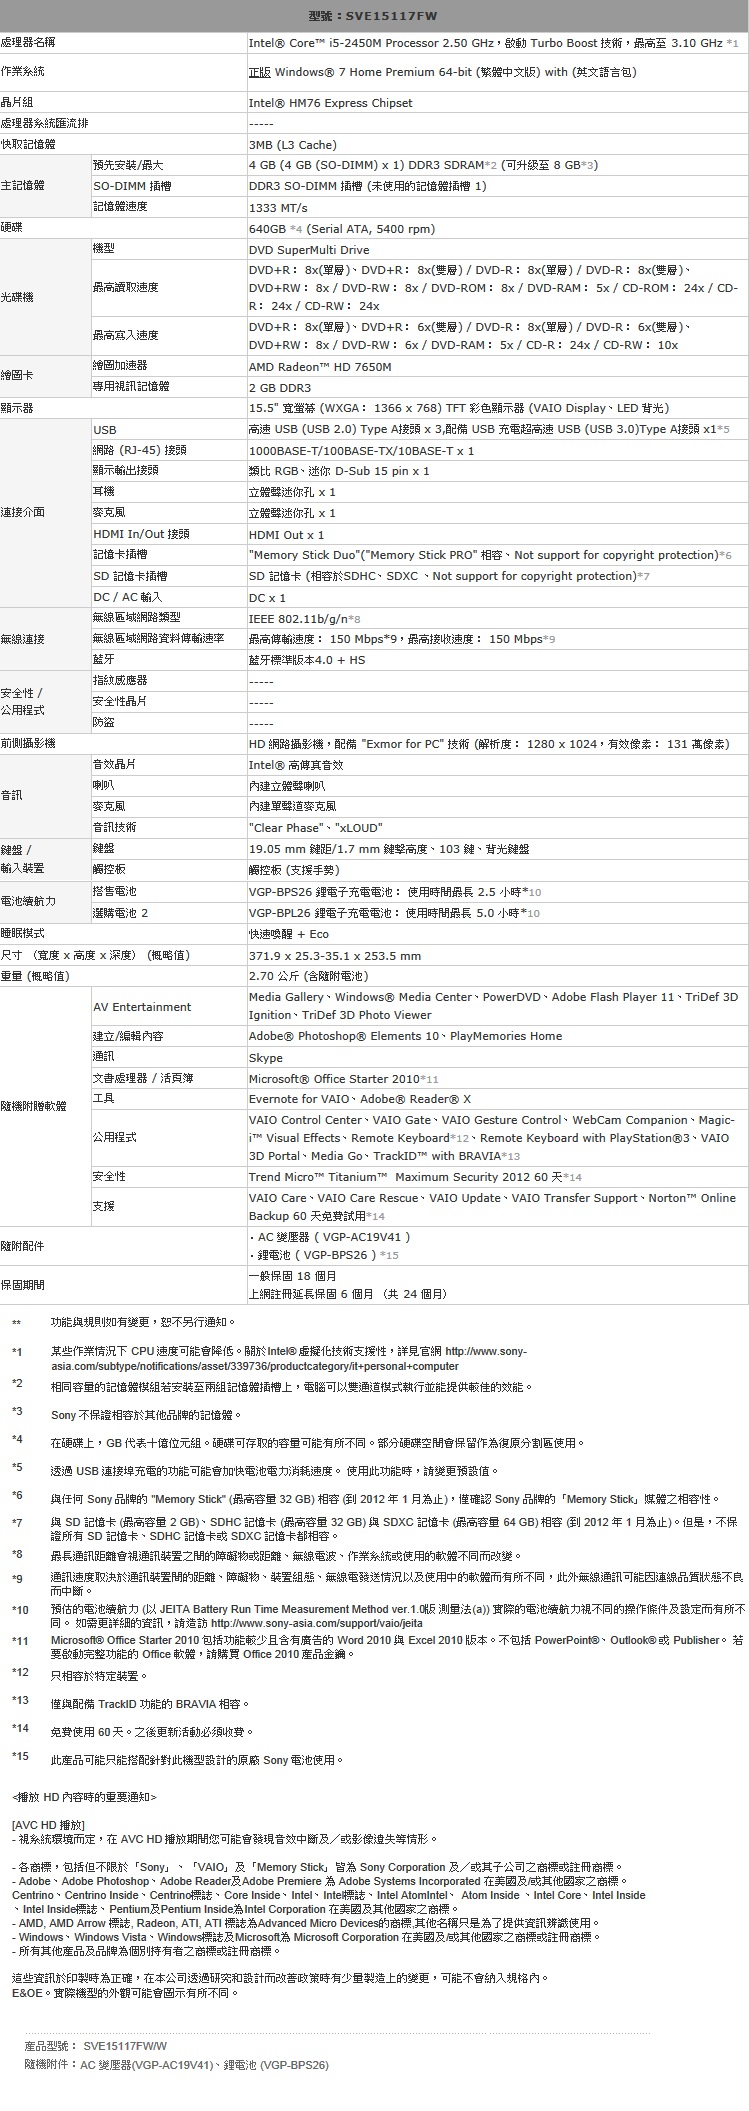 型號：SVE15117FW
處理器名稱 Intel® Core™ i5-2450M Processor 2.50 GHz，啟動 Turbo Boost 技術，最高至 3.10 GHz *1
作業系統 正版 Windows® 7 Home Premium 64-bit (繁體中文版) with (英文語言包)
晶片組 Intel® HM76 Express Chipset
處理器系統匯流排 -----
快取記憶體 3MB (L3 Cache)
主記憶體
預先安裝/最大 4 GB (4 GB (SO-DIMM) x 1) DDR3 SDRAM*2 (可升級至 8 GB*3)
SO-DIMM 插槽 DDR3 SO-DIMM 插槽 (未使用的記憶體插槽 1)
記憶體速度 1333 MT/s
硬碟 640GB *4 (Serial ATA, 5400 rpm)
光碟機
機型 DVD SuperMulti Drive
最高讀取速度
DVD+R： 8x(單層)、DVD+R： 8x(雙層) / DVD-R： 8x(單層) / DVD-R： 8x(雙層)、
DVD+RW： 8x / DVD-RW： 8x / DVD-ROM： 8x / DVD-RAM： 5x / CD-ROM： 24x / CD-
R： 24x / CD-RW： 24x
最高寫入速度
DVD+R： 8x(單層)、DVD+R： 6x(雙層) / DVD-R： 8x(單層) / DVD-R： 6x(雙層)、
DVD+RW： 8x / DVD-RW： 6x / DVD-RAM： 5x / CD-R： 24x / CD-RW： 10x
繪圖卡
繪圖加速器 AMD Radeon™ HD 7650M
專用視訊記憶體 2 GB DDR3
顯示器 15.5" 寬螢幕 (WXGA： 1366 x 768) TFT 彩色顯示器 (VAIO Display、LED 背光)
連接介面
USB 高速 USB (USB 2.0) Type A接頭 x 3,配備 USB 充電超高速 USB (USB 3.0)Type A接頭 x1*5
網路 (RJ-45) 接頭 1000BASE-T/100BASE-TX/10BASE-T x 1
顯示輸出接頭 類比 RGB、迷你 D-Sub 15 pin x 1
耳機 立體聲迷你孔 x 1
麥克風 立體聲迷你孔 x 1
HDMI In/Out 接頭 HDMI Out x 1
記憶卡插槽 "Memory Stick Duo"("Memory Stick PRO" 相容、Not support for copyright protection)*6
SD 記憶卡插槽 SD 記憶卡 (相容於SDHC、SDXC 、Not support for copyright protection)*7
DC / AC 輸入 DC x 1
無線連接
無線區域網路類型 IEEE 802.11b/g/n*8
無線區域網路資料傳輸速率 最高傳輸速度： 150 Mbps*9，最高接收速度： 150 Mbps*9
藍牙 藍牙標準版本4.0 + HS
安全性 /
公用程式
指紋感應器 -----
安全性晶片 -----
防盜 -----
前側攝影機 HD 網路攝影機，配備 "Exmor for PC" 技術 (解析度： 1280 x 1024，有效像素： 131 萬像素)
音訊
音效晶片 Intel® 高傳真音效
喇叭 內建立體聲喇叭
麥克風 內建單聲道麥克風
音訊技術 "Clear Phase"、"xLOUD"
鍵盤 /
輸入裝置
鍵盤 19.05 mm 鍵距/1.7 mm 鍵擊高度、103 鍵、背光鍵盤
觸控板 觸控板 (支援手勢)
電池續航力
搭售電池 VGP-BPS26 鋰電子充電電池： 使用時間最長 2.5 小時*10
選購電池 2 VGP-BPL26 鋰電子充電電池： 使用時間最長 5.0 小時*10
睡眠模式 快速喚醒 + Eco
尺寸 （寬度 x 高度 x 深度） (概略值) 371.9 x 25.3-35.1 x 253.5 mm
重量 (概略值) 2.70 公斤 (含隨附電池)
隨機附贈軟體
AV Entertainment
Media Gallery、Windows® Media Center、PowerDVD、Adobe Flash Player 11、TriDef 3D
Ignition、TriDef 3D Photo Viewer
建立/編輯內容 Adobe® Photoshop® Elements 10、PlayMemories Home
通訊 Skype
文書處理器 / 活頁簿 Microsoft® Office Starter 2010*11
工具 Evernote for VAIO、Adobe® Reader® X
公用程式
VAIO Control Center、VAIO Gate、VAIO Gesture Control、WebCam Companion、Magic-
i™ Visual Effects、Remote Keyboard*12、Remote Keyboard with PlayStation®3、VAIO
3D Portal、Media Go、TrackID™ with BRAVIA*13
安全性 Trend Micro™ Titanium™ Maximum Security 2012 60 天*14
支援
VAIO Care、VAIO Care Rescue、VAIO Update、VAIO Transfer Support、Norton™ Online
Backup 60 天免費試用*14
隨附配件
‧AC 變壓器 ( VGP-AC19V41 )
‧鋰電池 ( VGP-BPS26 ) *15
保固期間
一般保固 18 個月
上網註冊延長保固 6 個月 （共 24 個月）
** 功能與規則如有變更，恕不另行通知。
*1 某些作業情況下 CPU 速度可能會降低。關於Intel® 虛擬化技術支援性，詳見官網 http://www.sony-
asia.com/subtype/notifications/asset/339736/productcategory/it+personal+computer
*2 相同容量的記憶體模組若安裝至兩組記憶體插槽上，電腦可以雙通道模式執行並能提供較佳的效能。
*3 Sony 不保證相容於其他品牌的記憶體。
*4 在硬碟上，GB 代表十億位元組。硬碟可存取的容量可能有所不同。部分硬碟空間會保留作為復原分割區使用。
*5 透過 USB 連接埠充電的功能可能會加快電池電力消耗速度。 使用此功能時，請變更預設值。
*6 與任何 Sony 品牌的 "Memory Stick" (最高容量 32 GB) 相容 (到 2012 年 1 月為止)，僅確認 Sony 品牌的「Memory Stick」媒體之相容性。
*7 與 SD 記憶卡 (最高容量 2 GB)、SDHC 記憶卡 (最高容量 32 GB) 與 SDXC 記憶卡 (最高容量 64 GB) 相容 (到 2012 年 1 月為止)。但是，不保
證所有 SD 記憶卡、SDHC 記憶卡或 SDXC 記憶卡都相容。
*8 最長通訊距離會視通訊裝置之間的障礙物或距離、無線電波、作業系統或使用的軟體不同而改變。
*9 通訊速度取決於通訊裝置間的距離、障礙物、裝置組態、無線電發送情況以及使用中的軟體而有所不同，此外無線通訊可能因連線品質狀態不良
而中斷。
*10 預估的電池續航力 (以 JEITA Battery Run Time Measurement Method ver.1.0版 測量法(a)) 實際的電池續航力視不同的操作條件及設定而有所不
同。 如需更詳細的資訊，請造訪 http://www.sony-asia.com/support/vaio/jeita
*11 Microsoft® Office Starter 2010 包括功能較少且含有廣告的 Word 2010 與 Excel 2010 版本。不包括 PowerPoint®、Outlook® 或 Publisher。 若
要啟動完整功能的 Office 軟體，請購買 Office 2010 產品金鑰。
*12 只相容於特定裝置。
*13 僅與配備 TrackID 功能的 BRAVIA 相容。
*14 免費使用 60 天。之後更新活動必須收費。
*15 此產品可能只能搭配針對此機型設計的原廠 Sony 電池使用。
<播放 HD 內容時的重要通知>
[AVC HD 播放]
- 視系統環境而定，在 AVC HD 播放期間您可能會發現音效中斷及／或影像遺失等情形。
- 各商標，包括但不限於「Sony」、「VAIO」及「Memory Stick」皆為 Sony Corporation 及／或其子公司之商標或註冊商標。
- Adobe、Adobe Photoshop、Adobe Reader及Adobe Premiere 為 Adobe Systems Incorporated 在美國及/或其他國家之商標。
Centrino、Centrino Inside、Centrino標誌、Core Inside、Intel、Intel標誌、Intel AtomIntel、 Atom Inside 、Intel Core、Intel Inside
、Intel Inside標誌、Pentium及Pentium Inside為Intel Corporation 在美國及其他國家之商標。
- AMD, AMD Arrow 標誌, Radeon, ATI, ATI 標誌為Advanced Micro Devices的商標,其他名稱只是為了提供資訊辨識使用。
- Windows、Windows Vista、Windows標誌及Microsoft為 Microsoft Corporation 在美國及/或其他國家之商標或註冊商標。
- 所有其他產品及品牌為個別持有者之商標或註冊商標。
這些資訊於印製時為正確，在本公司透過研究和設計而改善政策時有少量製造上的變更，可能不會納入規格內。
E&OE。實際機型的外觀可能會圖示有所不同。
產品型號： SVE15117FW/W
隨機附件：AC 變壓器(VGP-AC19V41)、鋰電池 (VGP-BPS26)